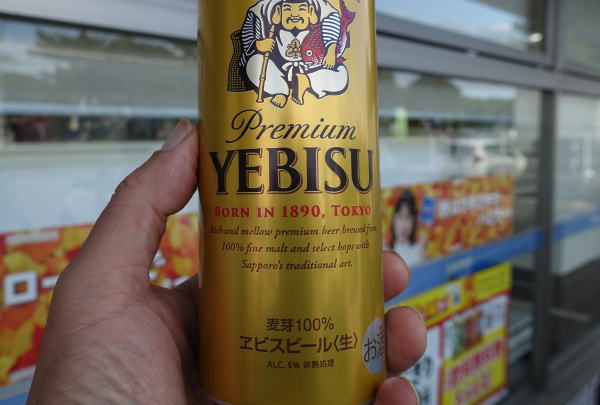 Premium
YEBISU
BORN IN 1890, TOKYO
Rich and mellow premium beer brewed from
100% fine malt and select hops with
Sapporo's traditional art.
麦芽100%
ヱビスビール〈生〉
お酒
ALC. 5% 非熱処理